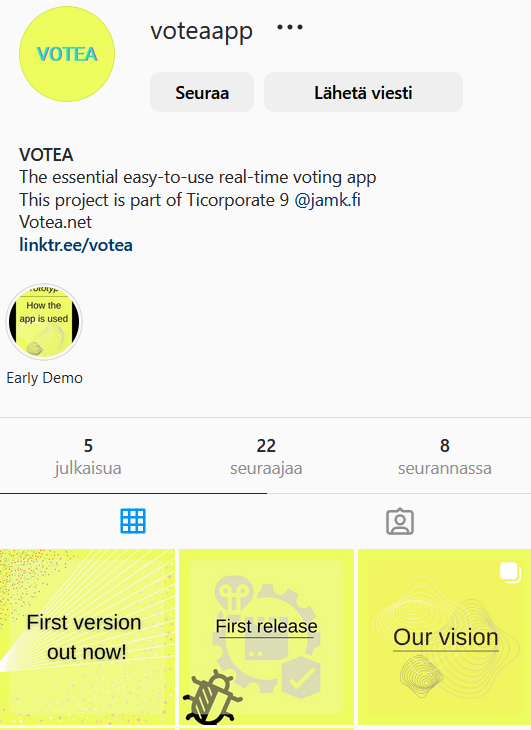 VOTEA
voteaapp
Seuraa
Lähetä viesti
VOTEA
The essential easy-to-use real-time voting app
This project is part of Ticorporate 9 @jamk.fi
Votea.net
linktr.ee/votea
How the
app is used
Early Demo
5
julkaisua
22
seuraajaa
8
seurannassa
First version
out now!
First release
Our vision